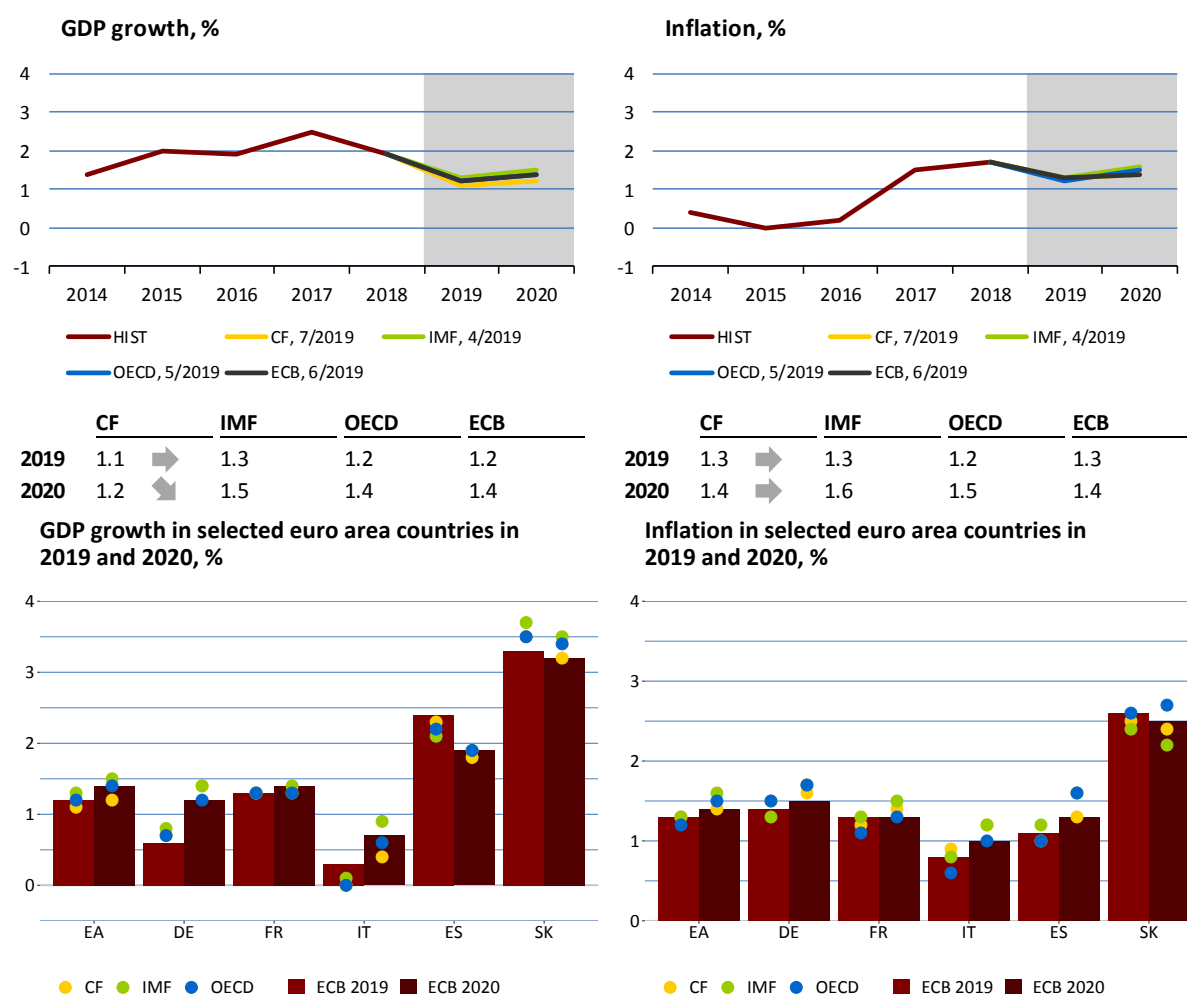 GDP growth, %
4
3
2
1
0
-1
2014 2015 2016 2017 2018 2019 2020
HIST CF, 7/2019 IMF, 4/2019
OECD, 5/2019 ECB, 6/2019
CF IMF OECD ECB
2019 1.1 1.3 1.2 1.2
2020 1.2 1.5 1.4 1.4
Inflation, %
4
3
2
1
0
-1
2014 2015 2016 2017 2018 2019 2020
HIST CF, 7/2019 IMF, 4/2019
OECD, 5/2019 ECB, 6/2019
CF IMF OECD ECB
2019 1.3 1.3 1.2 1.3
2020 1.4 1.6 1.5 1.4
GDP growth in selected euro area countries in
2019 and 2020, %
4
3
2
1
0
EA DE FR IT ES SK
CF IMF OECD ECB 2019 ECB 2020
Inflation in selected euro area countries in
2019 and 2020, %
4
3
2
1
0
EA DE FR IT ES SK
CF IMF OECD ECB 2019 ECB 2020